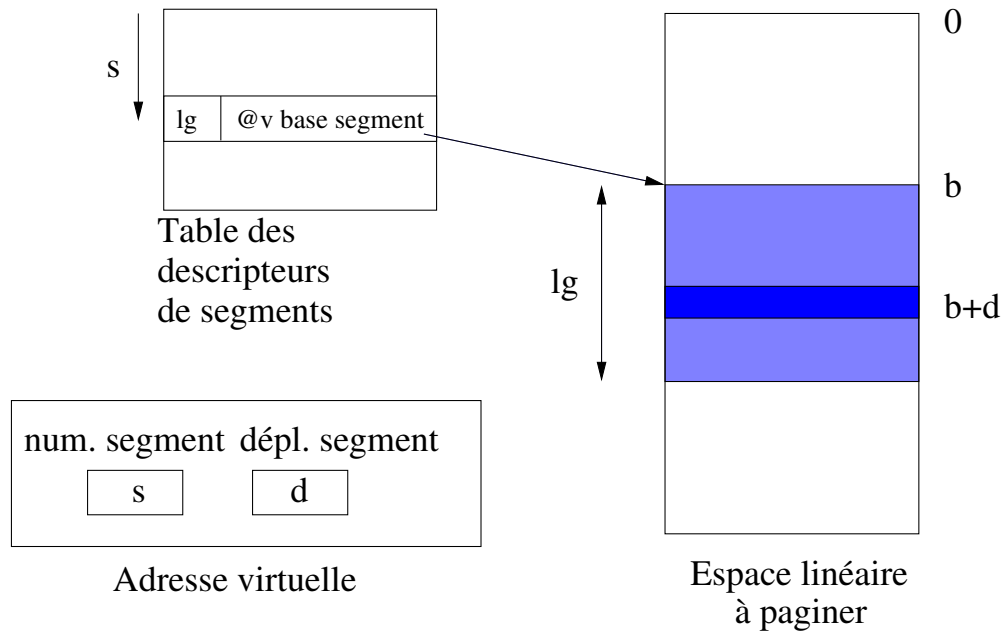 s
lg @v base segment
Table des
descripteurs
de segments
num. segment dépl. segment
s d
Adresse virtuelle
0
b
lg
b+d
Espace linéaire
à paginer